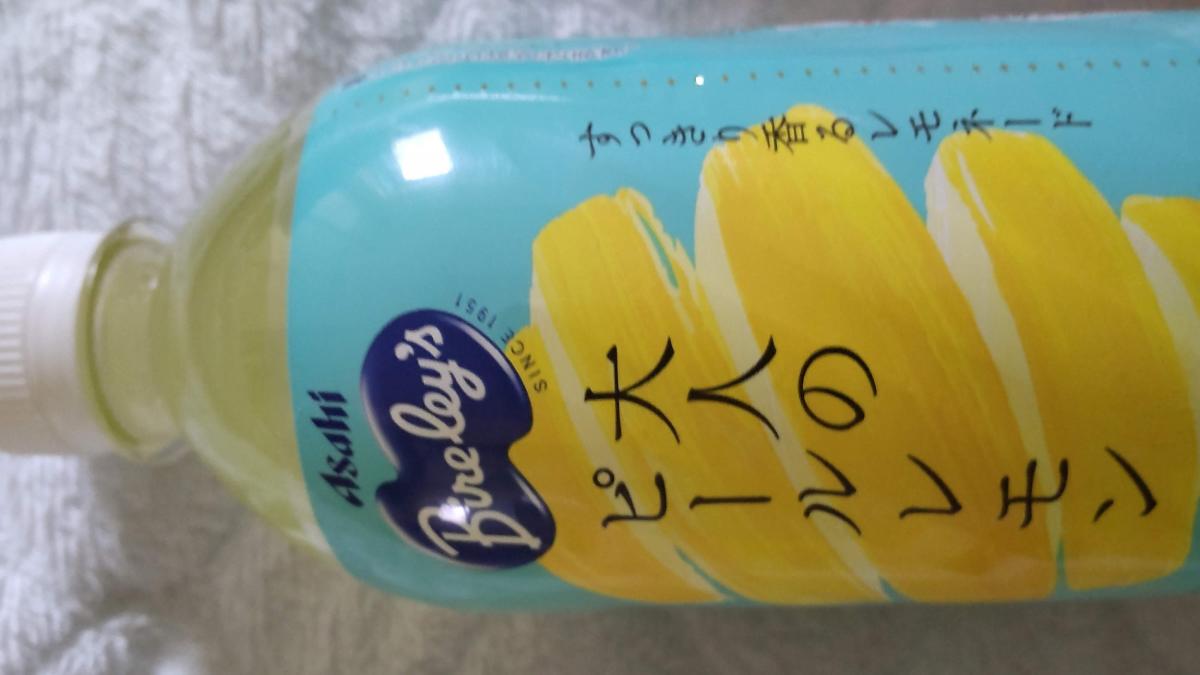 Asahi
Bireley's
SINCE 1951
すっきり香るレモネード
大人の
ピールレモン